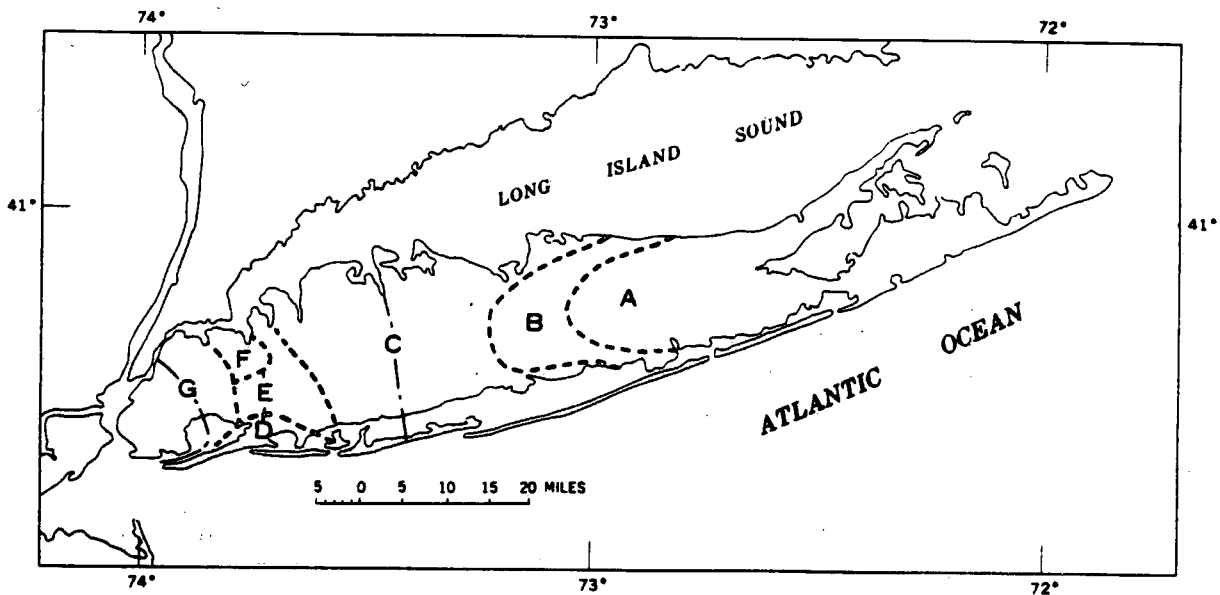 74° 73° 72°
LONG ISLAND SOUND
41° 41°
A
B
C
F
G
E
D
ATLANTIC OCEAN
5 0 5 10 15 20 MILES
74° 73° 72°